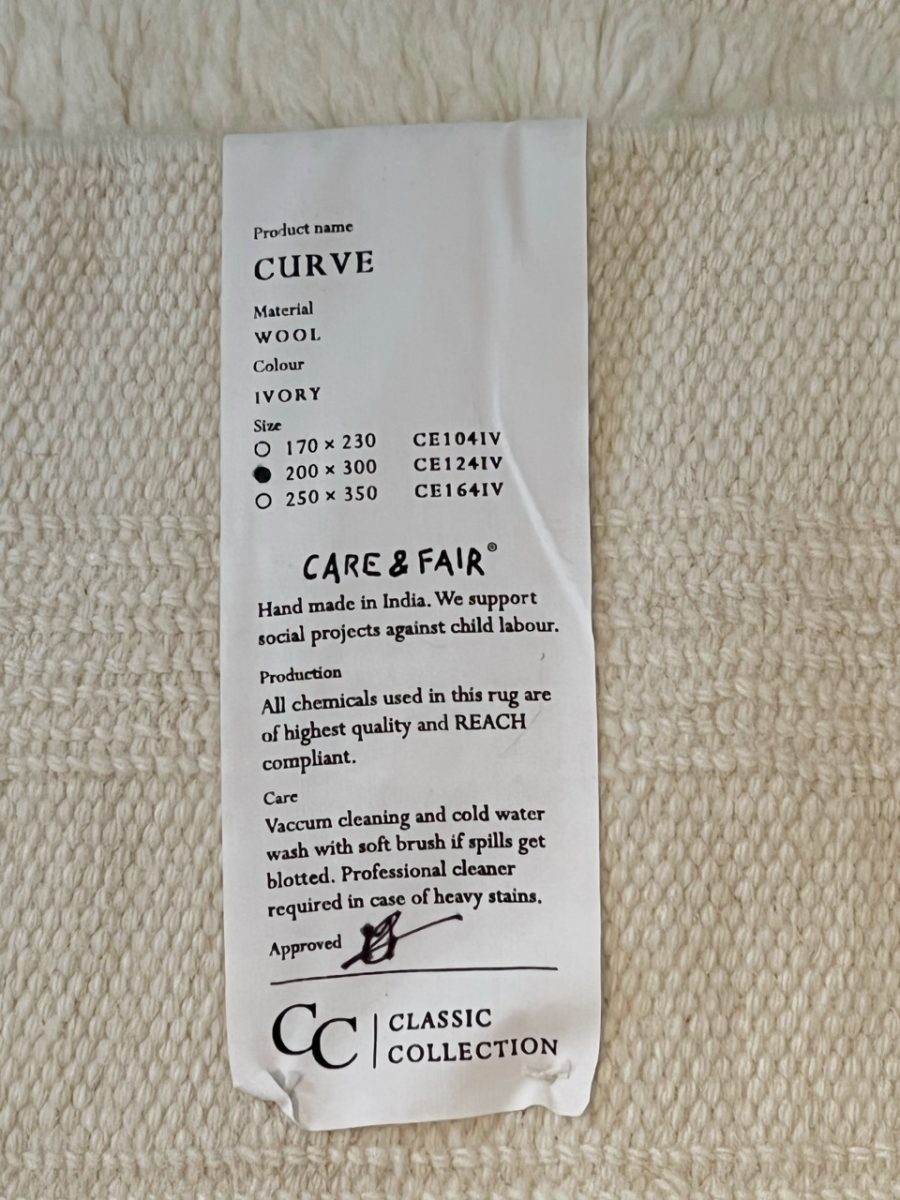 Product name
CURVE
Material
WOOL
Colour
IVORY
Size
170 × 230 CE104IV
200 × 300 CE124IV
250 × 350 CE164IV
CARE & FAIR®
Hand made in India. We support
social projects against child labour.
Production
All chemicals used in this rug are
of highest quality and REACH
compliant.
Care
Vaccum cleaning and cold water
wash with soft brush if spills get
blotted. Professional cleaner
required in case of heavy stains.
Approved
CC | CLASSIC
COLLECTION